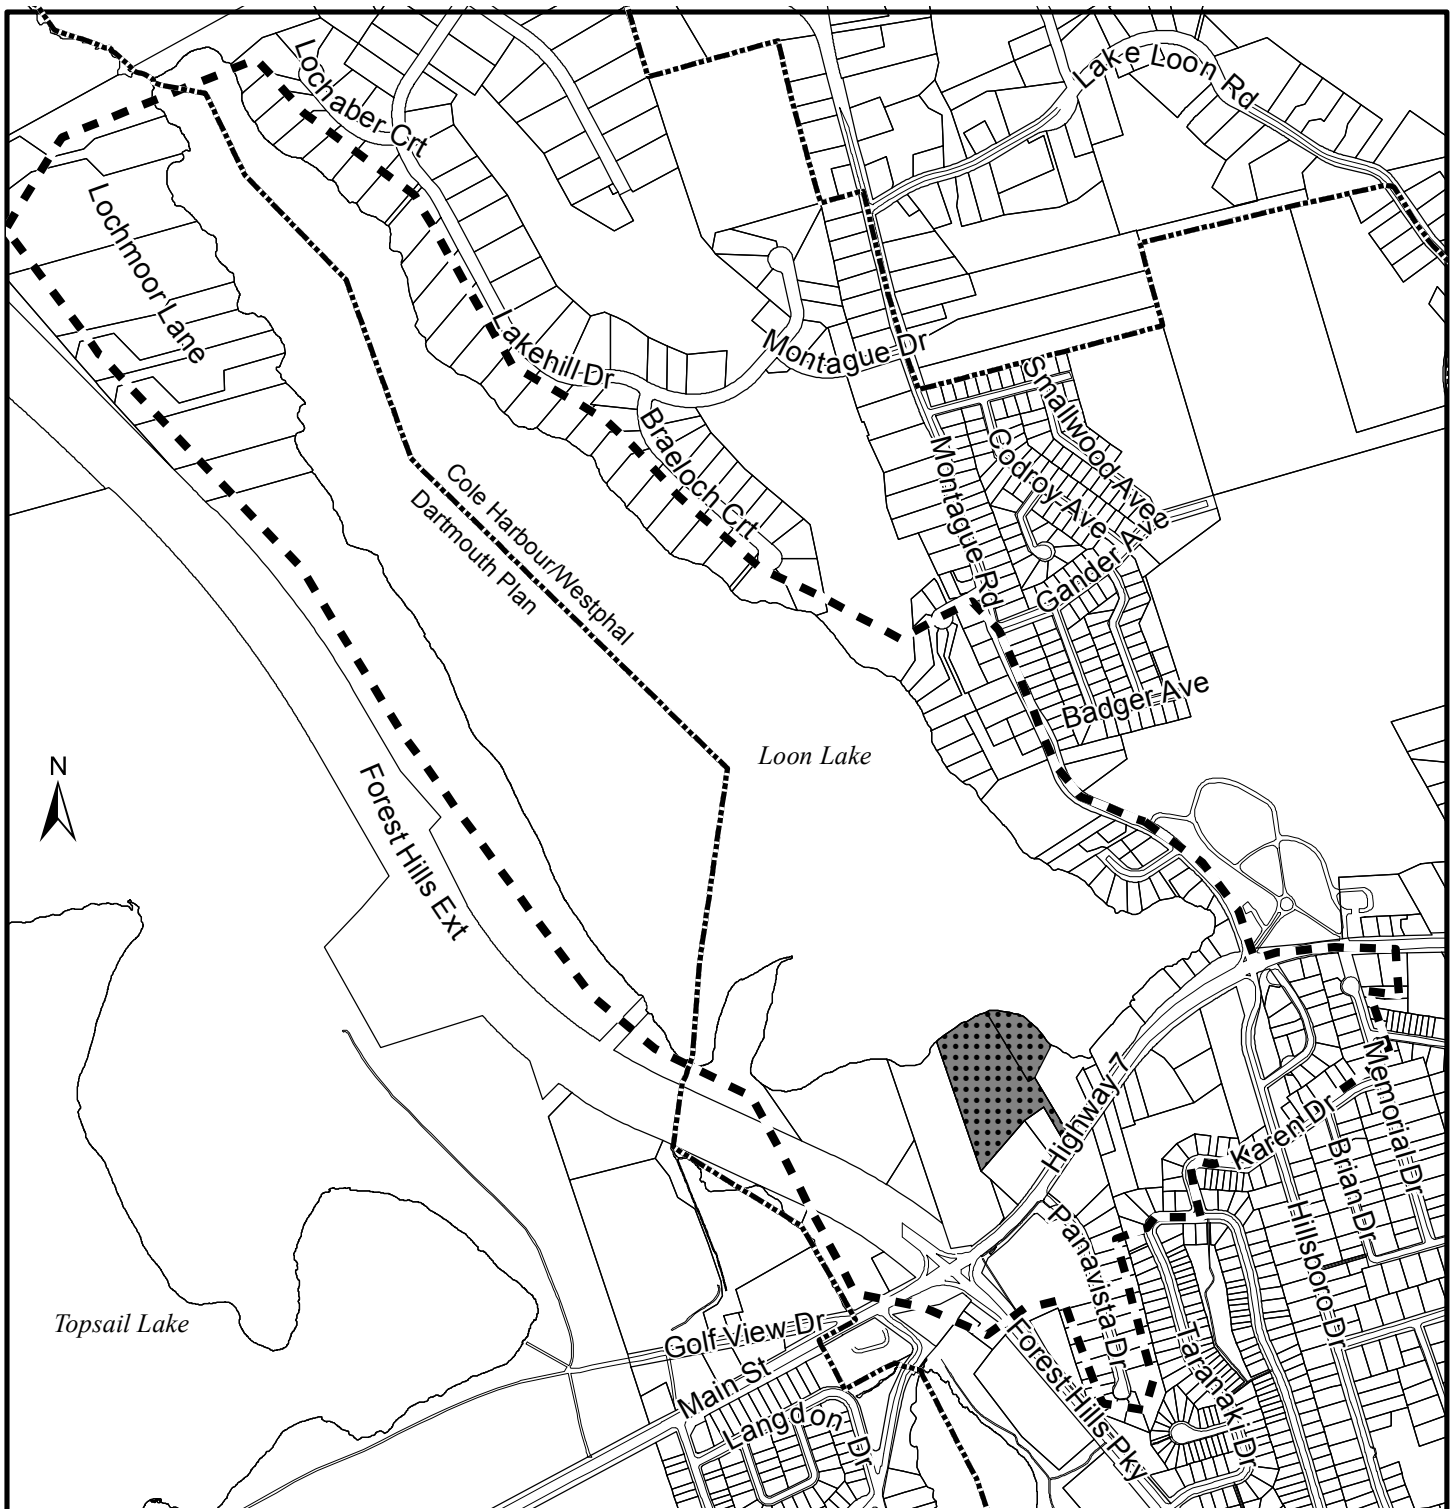 Lake Loon Rd
Lochaber Crt
Lochmoor Lane
Lakehill Dr
Montague Dr
Smallwood Avee
Braeloch Crt
Codroy Ave
Montague Rd
Cole Harbour/Westphal
Dartmouth Plan
Gander Ave
Badger Ave
Loon Lake
N
Forest Hills Ext
Highway 7
Memorial Dr
Karen Dr
Brian Dr
Hillsboro Dr
Panavista Dr
Topsail Lake
Golf View Dr
Forest Hills Pky
Taranaki Dr
Main St
Langdon Dr